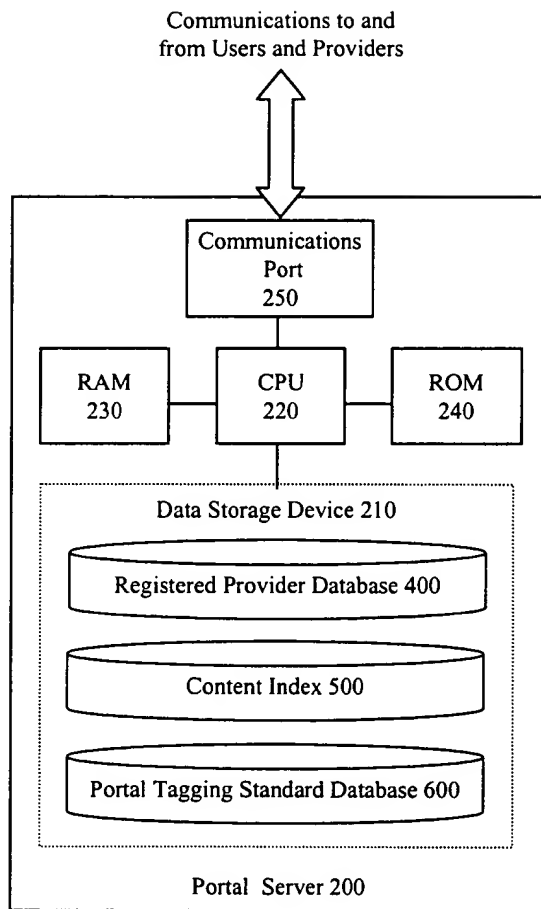 Communications to and
from Users and Providers
Communications
Port
250
RAM
230
CPU
220
ROM
240
Data Storage Device 210
Registered Provider Database 400
Content Index 500
Portal Tagging Standard Database 600
Portal Server 200